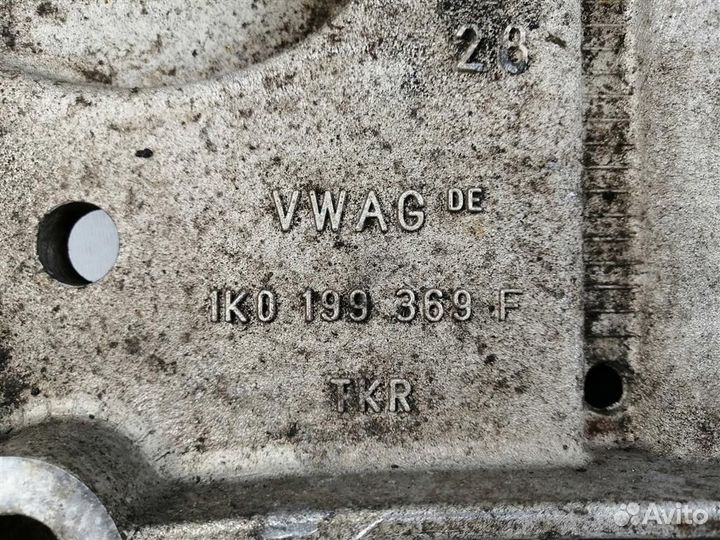 28
VWAG DE
1K0 199 369 F
TKR
Avito